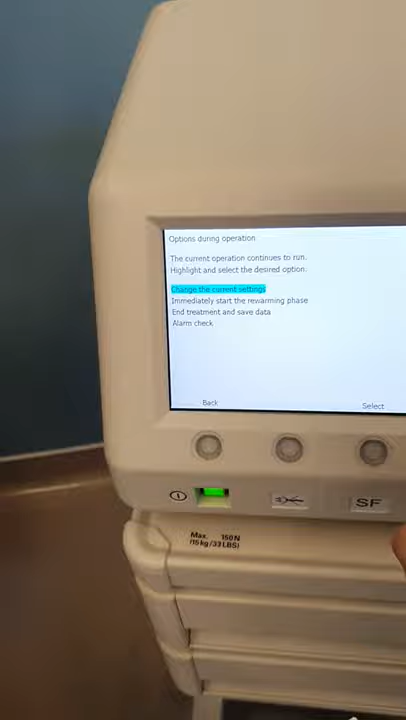 Options during operation
The current operation continues to run.
Highlight and select the desired option.
Change the current settings
Immediately start the rewarming phase
End treatment and save data
Alarm check
Back
Select
SF
Max. 150N
(15kg/33LBS)